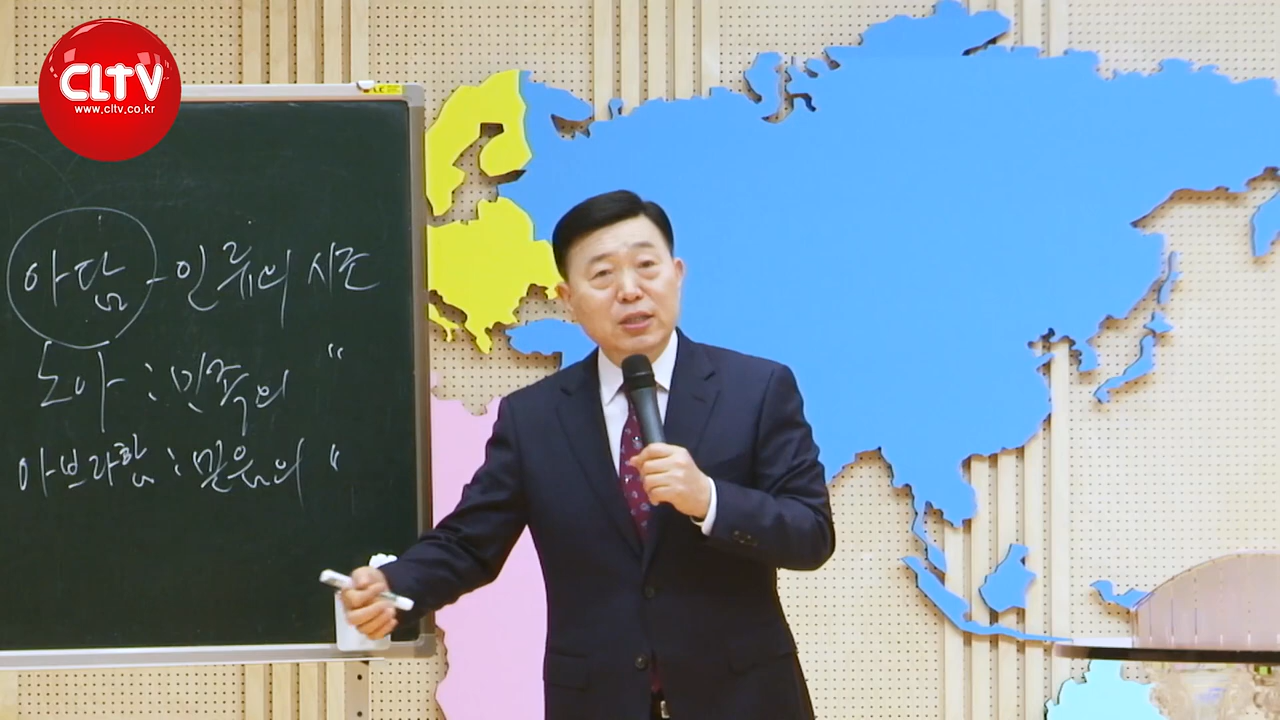 CLTV
www.cltv.co.kr
아담 - 인류의 시조
노아 : 민족의 "
아브라함 : 믿음의 "